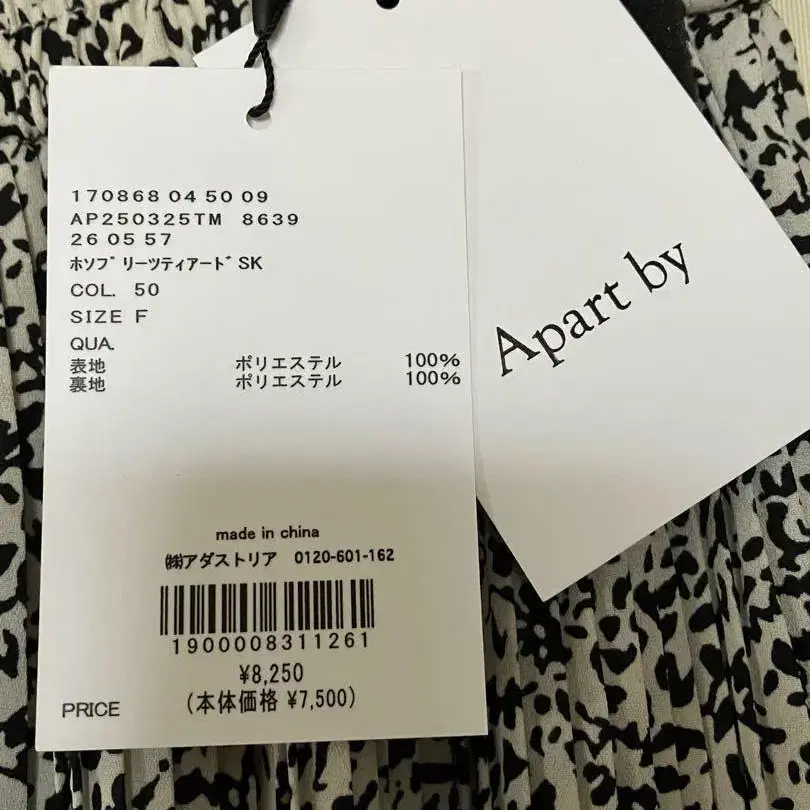 170868 04 50 09
AP250325TM 8639
26 05 57
ﾎｿﾌﾟﾘｰﾂﾃｨｱｰﾄﾞSK
COL. 50
SIZE F
QUA.
表地 ポリエステル 100%
裏地 ポリエステル 100%
made in china
㈱アダストリア 0120-601-162
1900008311261
¥8,250
PRICE (本体価格 ¥7,500)
Apart by